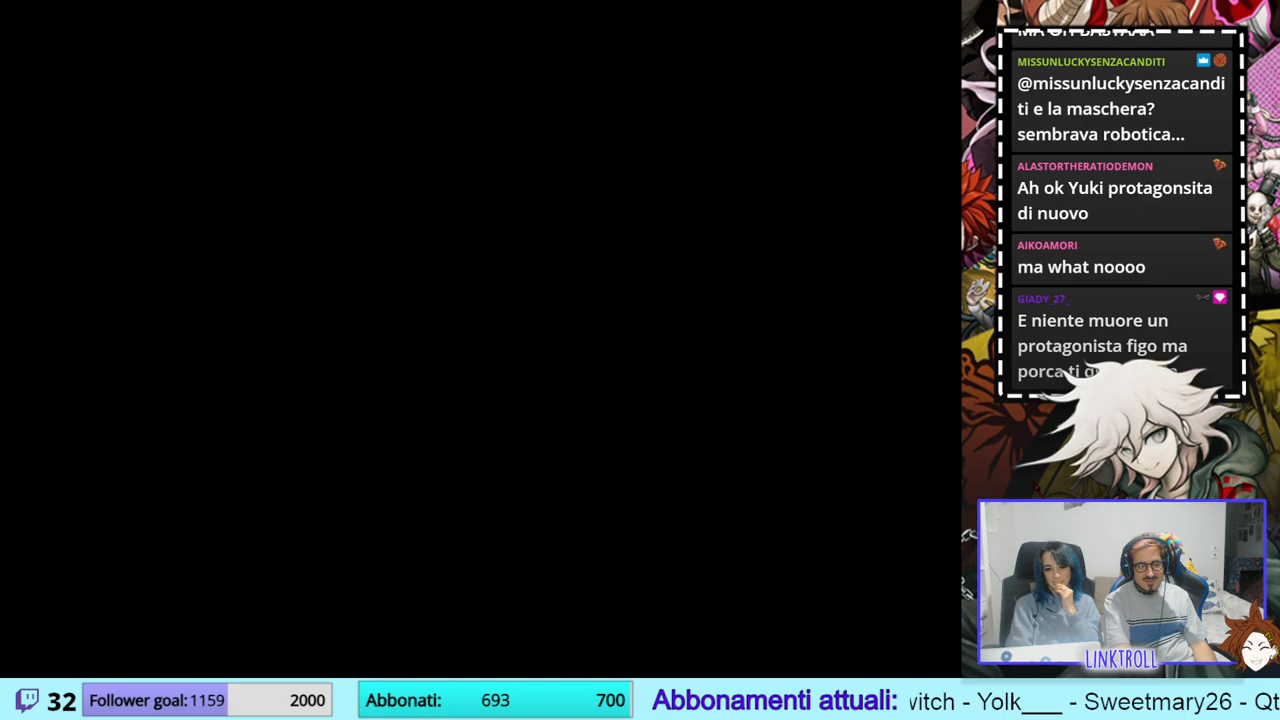 MISSUNLUCKYSENZACANDITI
@missunluckysenzacandi
ti e la maschera?
sembrava robotica...
ALASTORTHERATIODEMON
Ah ok Yuki protagonsita
di nuovo
AIKOAMORI
ma what noooo
GIADY_27_
E niente muore un
protagonista figo ma
porca ti
LINKTROLL
32
Follower goal: 1159
2000
Abbonati:
693
700
Abbonamenti attuali:
witch - Yolk___ - Sweetmary26 - Qt